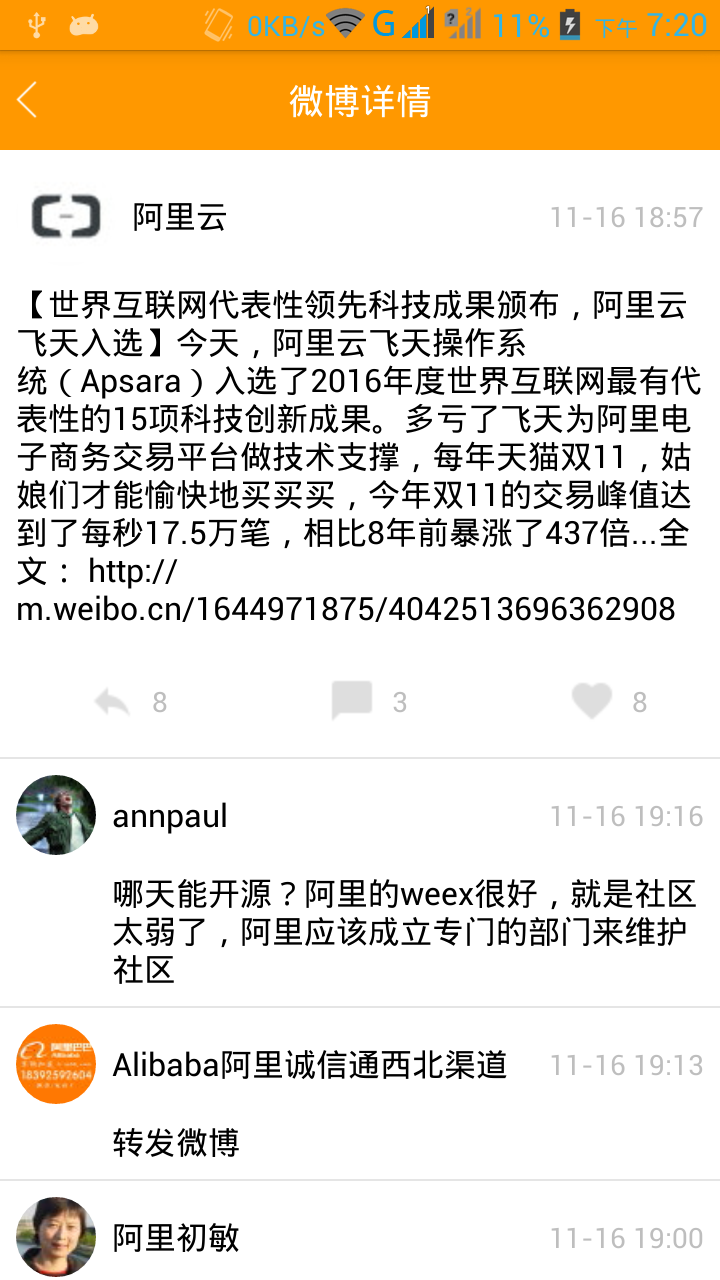 0KB/s G 1 ? 2 11% 下午 7:20
微博详情
阿里云 11-16 18:57
【世界互联网代表性领先科技成果颁布，阿里云
飞天入选】今天，阿里云飞天操作系
统（Apsara）入选了2016年度世界互联网最有代
表性的15项科技创新成果。多亏了飞天为阿里电
子商务交易平台做技术支撑，每年天猫双11，姑
娘们才能愉快地买买买，今年双11的交易峰值达
到了每秒17.5万笔，相比8年前暴涨了437倍...全
文： http://
m.weibo.cn/1644971875/4042513696362908
8 3 8
annpaul 11-16 19:16
哪天能开源？阿里的weex很好，就是社区
太弱了，阿里应该成立专门的部门来维护
社区
阿里巴巴
18392592604
Alibaba阿里诚信通西北渠道 11-16 19:13
转发微博
阿里初敏 11-16 19:00